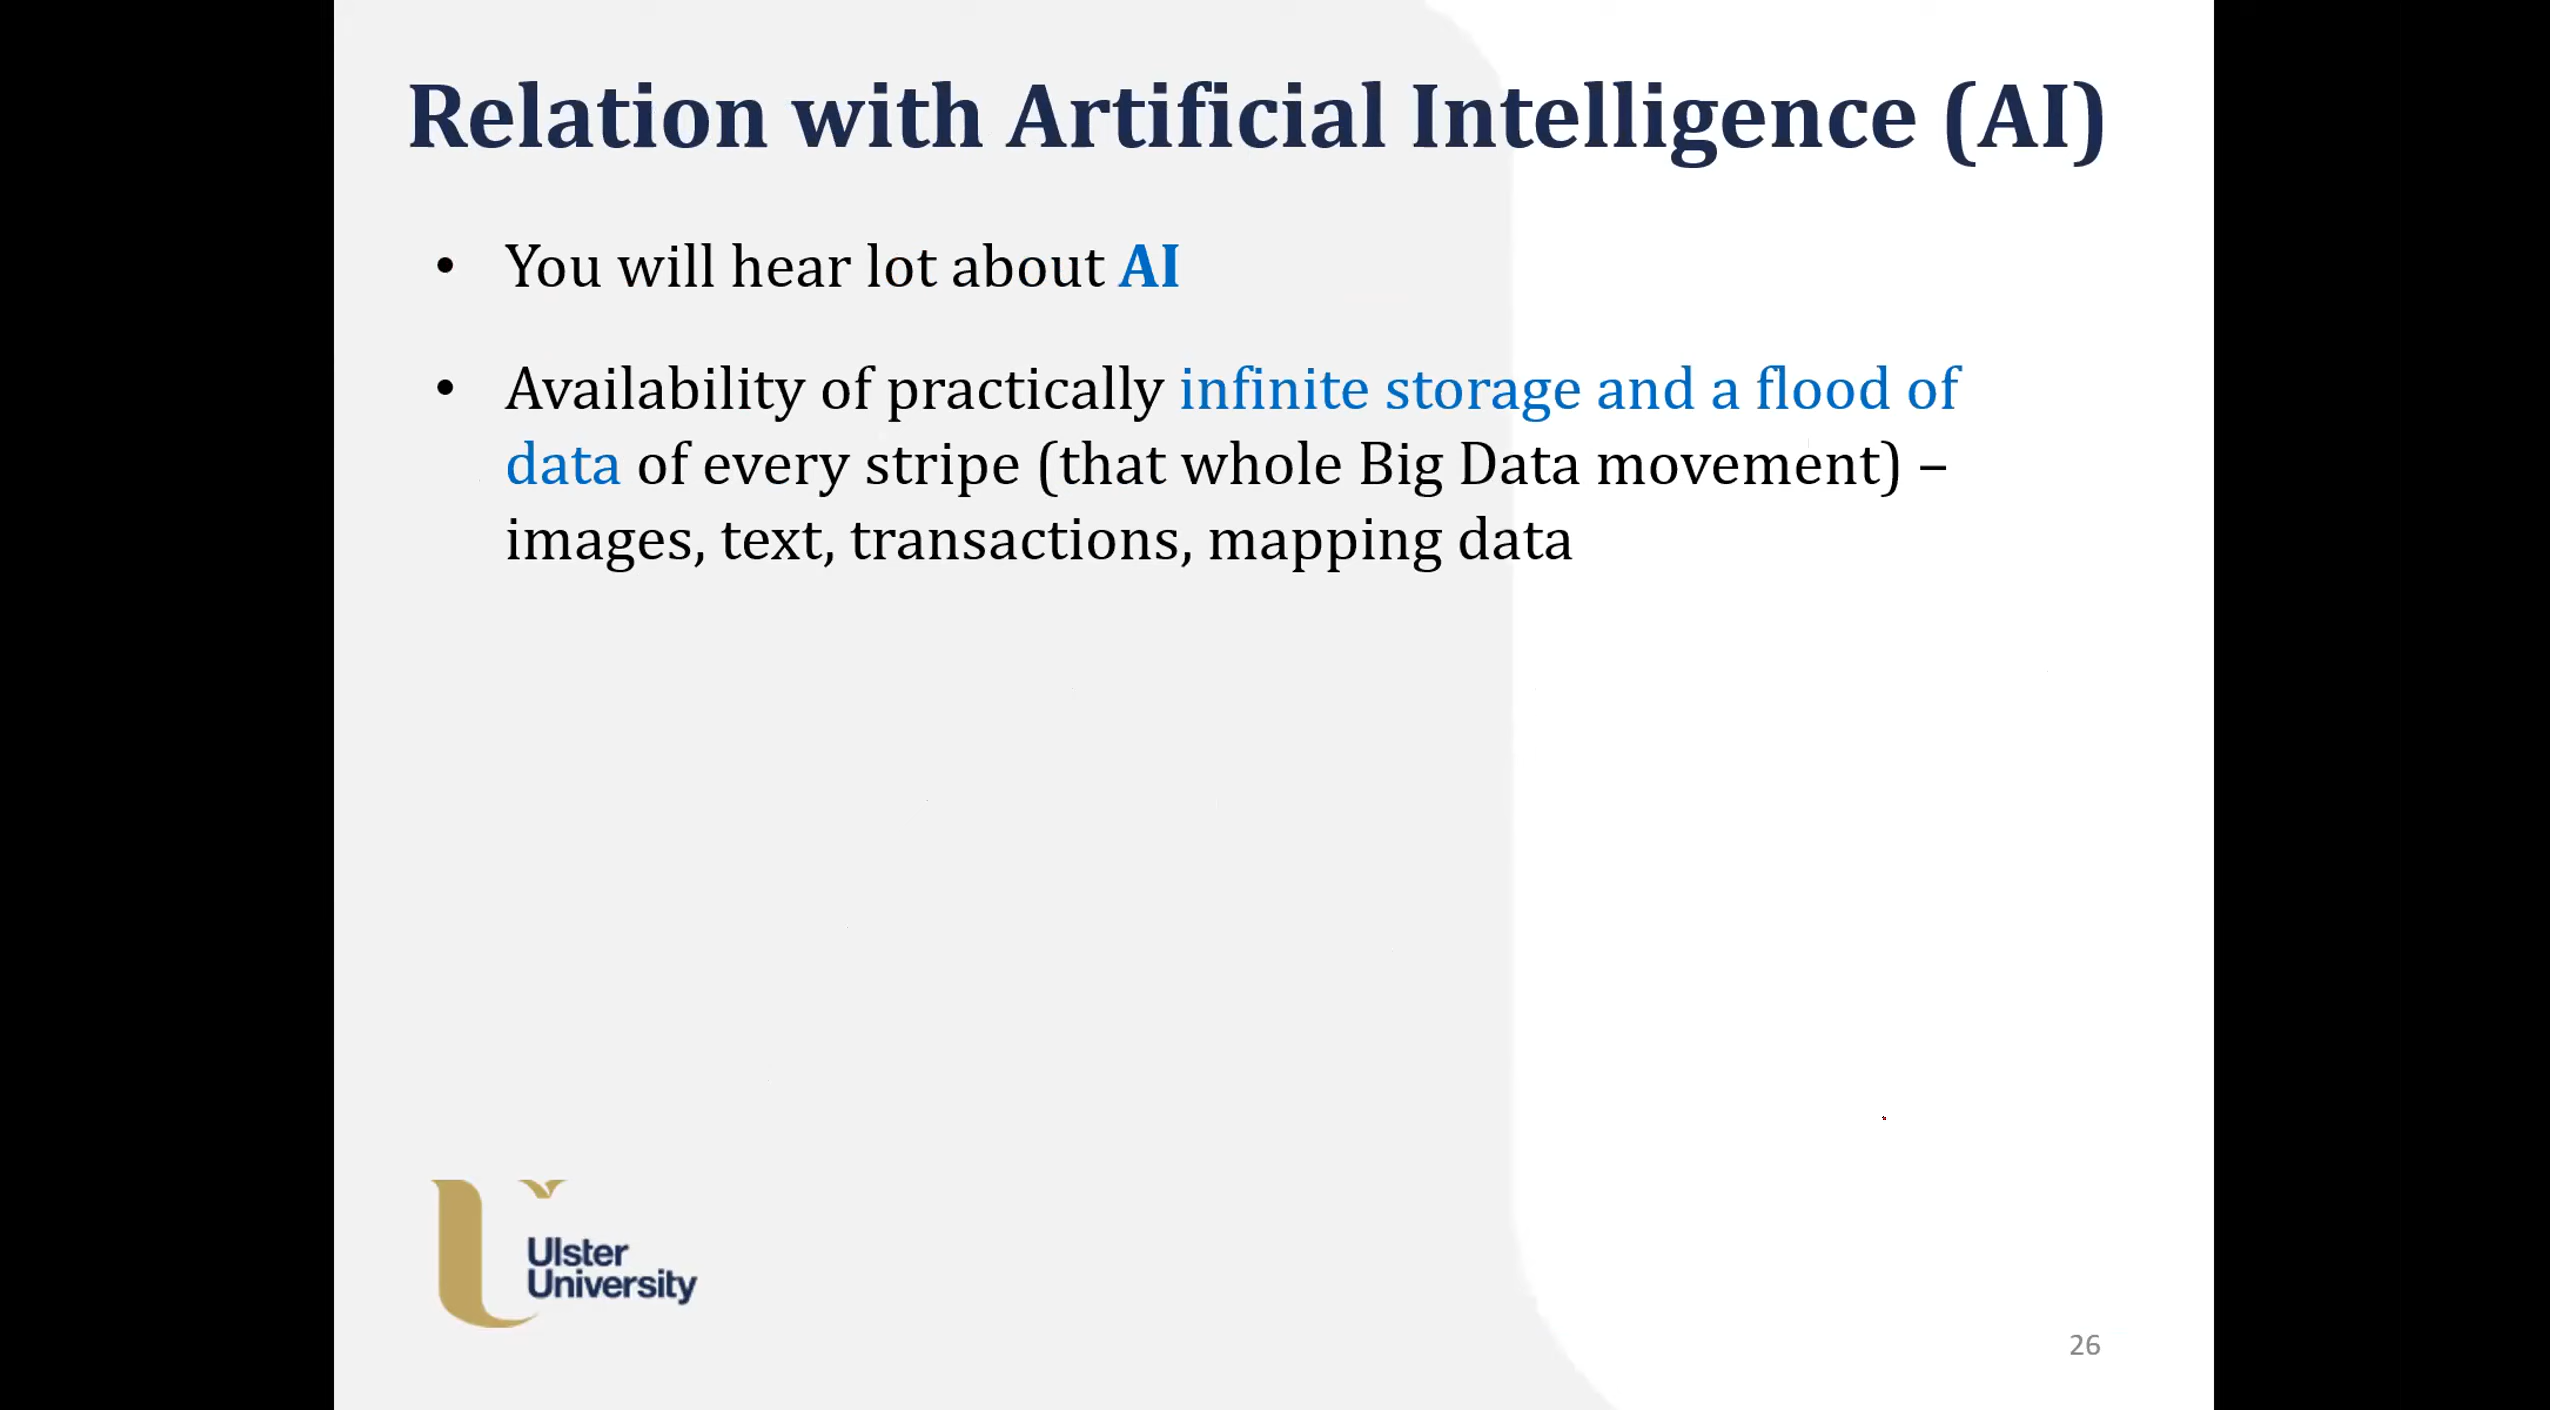 Relation with Artificial Intelligence (AI)
• You will hear lot about AI
• Availability of practically infinite storage and a flood of
data of every stripe (that whole Big Data movement) –
images, text, transactions, mapping data
Ulster
University
26